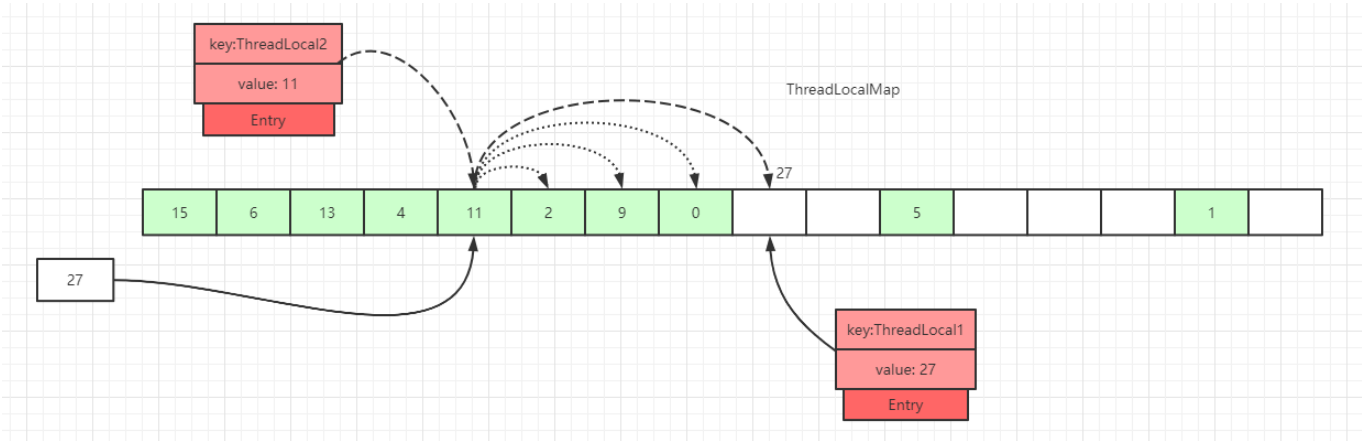 key:ThreadLocal2
value: 11
Entry
ThreadLocalMap
27
15 6 13 4 11 2 9 0 5 1
27
key:ThreadLocal1
value: 27
Entry